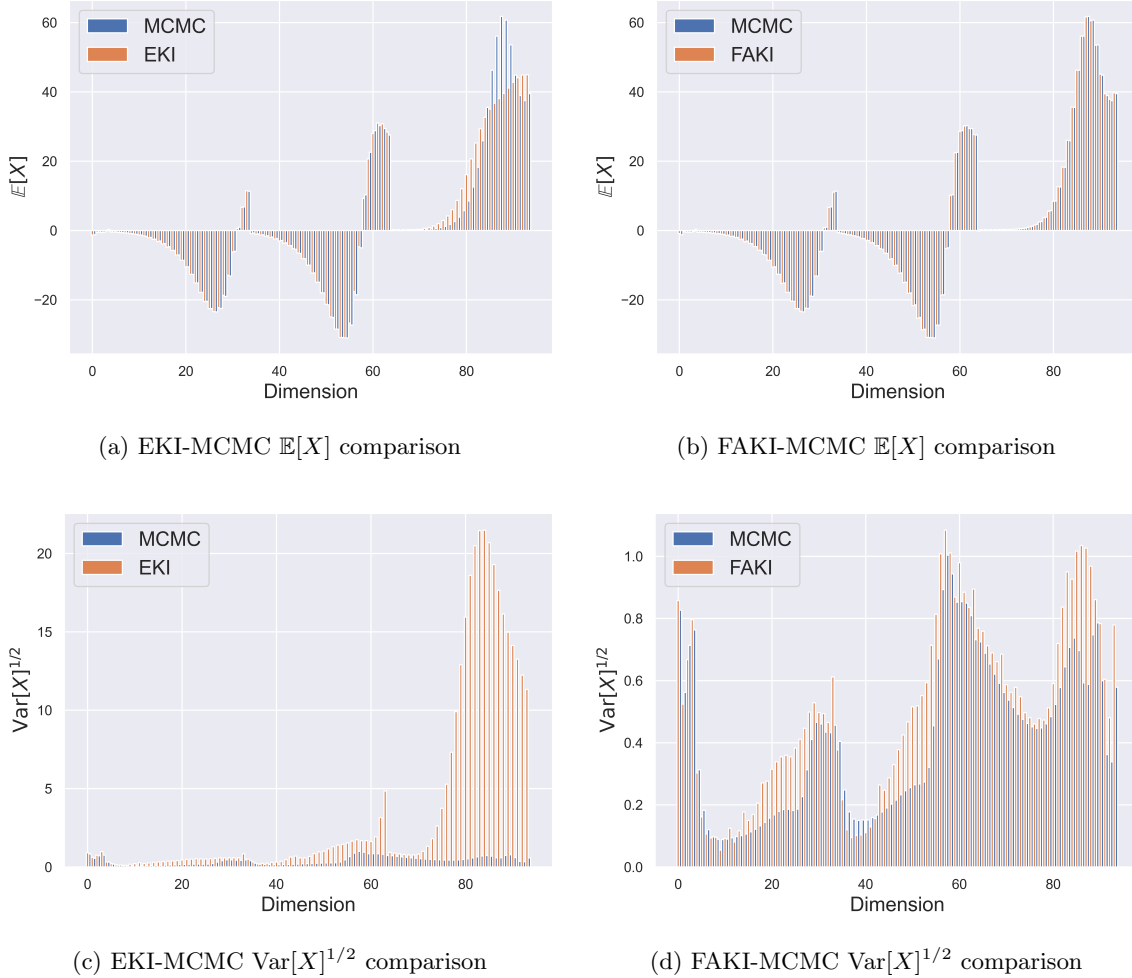 MCMC
EKI
60
40
20
0
−20
𝔼[X]
0
20
40
60
80
Dimension
(a) EKI-MCMC 𝔼[X] comparison
MCMC
FAKI
60
40
20
0
−20
𝔼[X]
0
20
40
60
80
Dimension
(b) FAKI-MCMC 𝔼[X] comparison
MCMC
EKI
20
15
10
5
0
Var[X]^{1/2}
0
20
40
60
80
Dimension
(c) EKI-MCMC Var[X]^{1/2} comparison
MCMC
FAKI
1.0
0.8
0.6
0.4
0.2
0.0
Var[X]^{1/2}
0
20
40
60
80
Dimension
(d) FAKI-MCMC Var[X]^{1/2} comparison